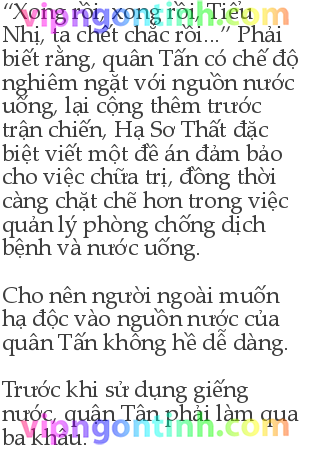 “Xong rồi, xong rồi, Tiểu
Nhị, ta chết chắc rồi...” Phải
biết rằng, quân Tấn có chế độ
nghiêm ngặt với nguồn nước
uống, lại cộng thêm trước
trận chiến, Hạ Sơ Thất đặc
biệt viết một đề án đảm bảo
cho việc chữa trị, đồng thời
càng chặt chẽ hơn trong việc
quản lý phòng chống dịch
bệnh và nước uống.
Cho nên người ngoài muốn
hạ độc vào nguồn nước của
quân Tấn không hề dễ dàng.
Trước khi sử dụng giếng
nước, quân Tấn phải làm qua
ba khâu:
vipngontinh.com
vipngontinh.com